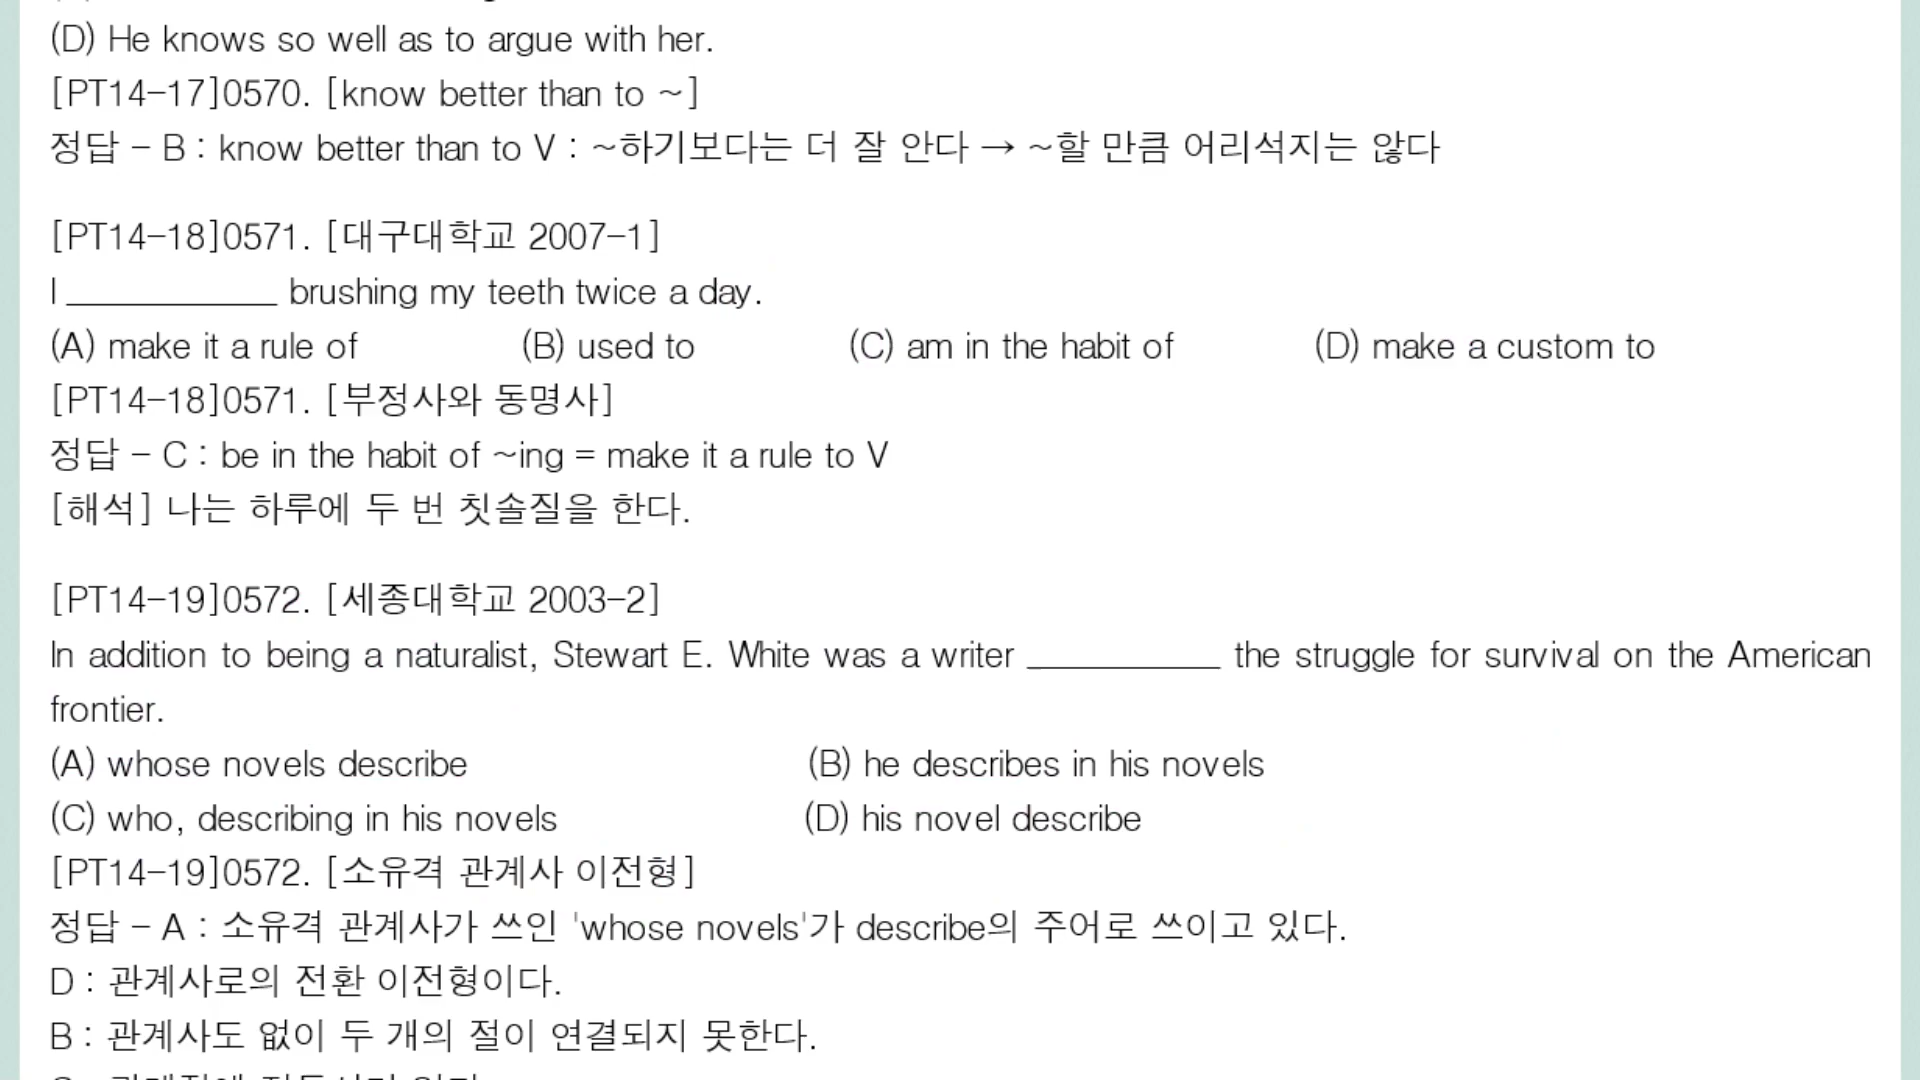 (D) He knows so well as to argue with her.
[PT14-17]0570. [know better than to ~]
정답 - B : know better than to V : ~하기보다는 더 잘 안다 → ~할 만큼 어리석지는 않다
[PT14-18]0571. [대구대학교 2007-1]
I ____________ brushing my teeth twice a day.
(A) make it a rule of (B) used to (C) am in the habit of (D) make a custom to
[PT14-18]0571. [부정사와 동명사]
정답 - C : be in the habit of ~ing = make it a rule to V
[해석] 나는 하루에 두 번 칫솔질을 한다.
[PT14-19]0572. [세종대학교 2003-2]
In addition to being a naturalist, Stewart E. White was a writer ___________ the struggle for survival on the American
frontier.
(A) whose novels describe (B) he describes in his novels
(C) who, describing in his novels (D) his novel describe
[PT14-19]0572. [소유격 관계사 이전형]
정답 - A : 소유격 관계사가 쓰인 'whose novels'가 describe의 주어로 쓰이고 있다.
D : 관계사로의 전환 이전형이다.
B : 관계사도 없이 두 개의 절이 연결되지 못한다.